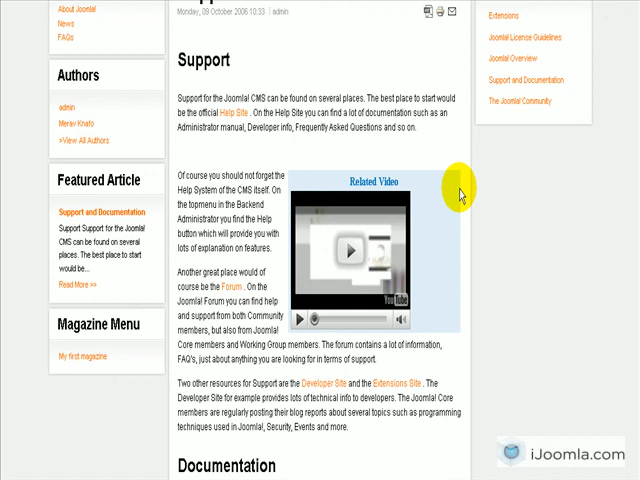 About Joomla!
News
FAQs
Authors
admin
Merav Knafo
>View All Authors
Featured Article
Support and Documentation
Support Support for the Joomla!
CMS can be found on several
places. The best place to start
would be...
Read More >>
Magazine Menu
My first magazine
Monday, 09 October 2006 10:33 | admin
Support
Support for the Joomla! CMS can be found on several places. The best place to start would
be the official Help Site . On the Help Site you can find a lot of documentation such as an
Administrator manual, Developer info, Frequently Asked Questions and so on.
Of course you should not forget the
Help System of the CMS itself. On
the topmenu in the Backend
Administrator you find the Help
button which will provide you with
lots of explanation on features.
Related Video
YouTube
Another great place would of
course be the Forum . On the
Joomla! Forum you can find help
and support from both Community
members, but also from Joomla!
Core members and Working Group members. The forum contains a lot of information,
FAQ's, just about anything you are looking for in terms of support.
Two other resources for Support are the Developer Site and the Extensions Site . The
Developer Site for example provides lots of technical info to developers. The Joomla! Core
members are regularly posting their blog reports about several topics such as programming
techniques used in Joomla!, Security, Events and more.
Documentation
Extensions
Joomla! License Guidelines
Joomla! Overview
Support and Documentation
The Joomla! Community
iJoomla.com